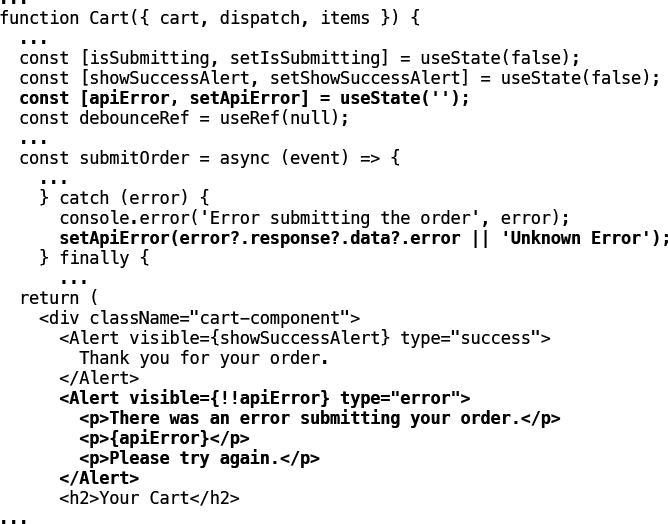 ...
function Cart({ cart, dispatch, items }) {
  ...
  const [isSubmitting, setIsSubmitting] = useState(false);
  const [showSuccessAlert, setShowSuccessAlert] = useState(false);
  const [apiError, setApiError] = useState('');
  const debounceRef = useRef(null);
  ...
  const submitOrder = async (event) => {
    ...
    } catch (error) {
      console.error('Error submitting the order', error);
      setApiError(error?.response?.data?.error || 'Unknown Error');
    } finally {
      ...
  return (
    <div className="cart-component">
      <Alert visible={showSuccessAlert} type="success">
        Thank you for your order.
      </Alert>
      <Alert visible={!!apiError} type="error">
        <p>There was an error submitting your order.</p>
        <p>{apiError}</p>
        <p>Please try again.</p>
      </Alert>
      <h2>Your Cart</h2>
...